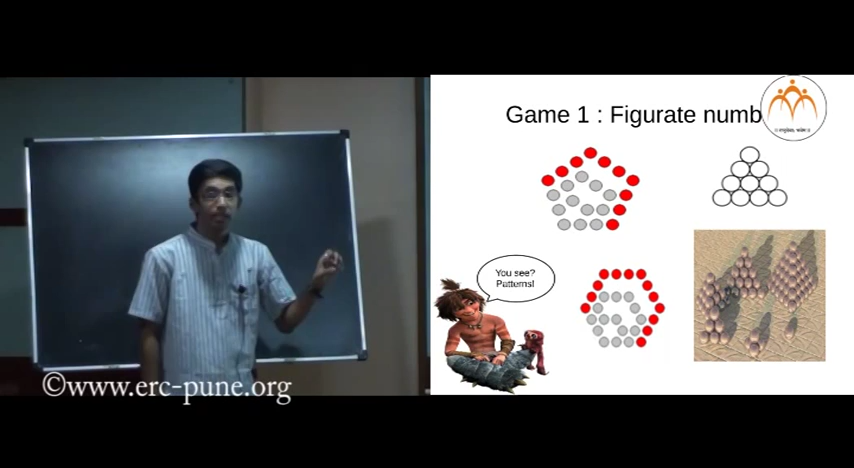 Game 1 : Figurate numb
You see?
Patterns!
©www.erc-pune.org